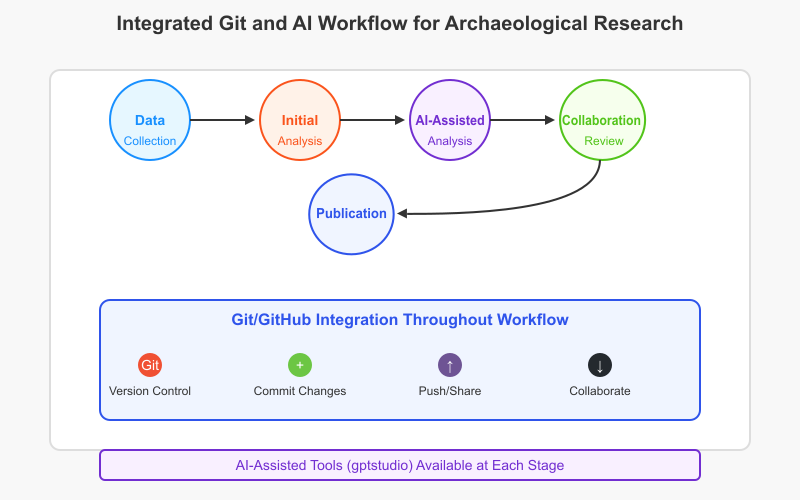 Integrated Git and AI Workflow for Archaeological Research
Data
Collection
Initial
Analysis
AI-Assisted
Analysis
Collaboration
Review
Publication
Git/GitHub Integration Throughout Workflow
Git
+
↑
↓
Version Control
Commit Changes
Push/Share
Collaborate
AI-Assisted Tools (gptstudio) Available at Each Stage